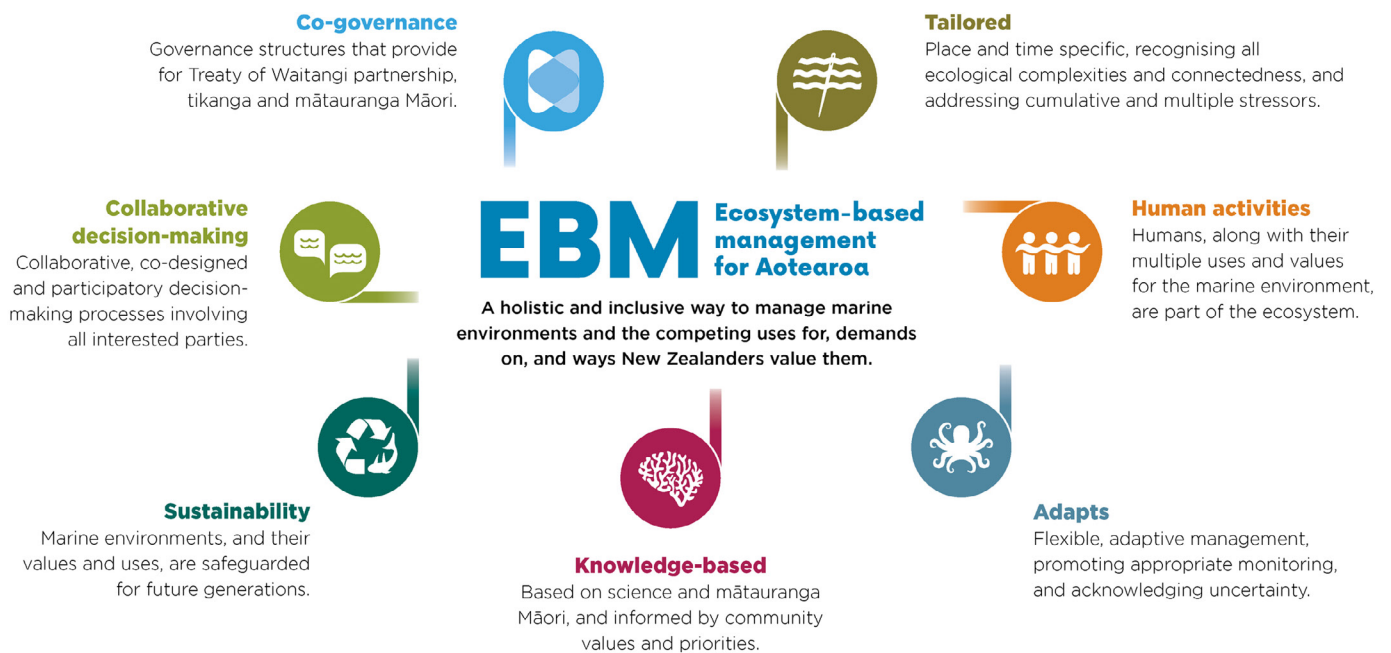 Co-governance
Governance structures that provide
for Treaty of Waitangi partnership,
tikanga and mātauranga Māori.
Tailored
Place and time specific, recognising all
ecological complexities and connectedness, and
addressing cumulative and multiple stressors.
Collaborative
decision-making
Collaborative, co-designed
and participatory decision-
making processes involving
all interested parties.
EBM
Ecosystem-based
management
for Aotearoa
A holistic and inclusive way to manage marine
environments and the competing uses for, demands
on, and ways New Zealanders value them.
Human activities
Humans, along with their
multiple uses and values
for the marine environment,
are part of the ecosystem.
Sustainability
Marine environments, and their
values and uses, are safeguarded
for future generations.
Knowledge-based
Based on science and mātauranga
Māori, and informed by community
values and priorities.
Adapts
Flexible, adaptive management,
promoting appropriate monitoring,
and acknowledging uncertainty.